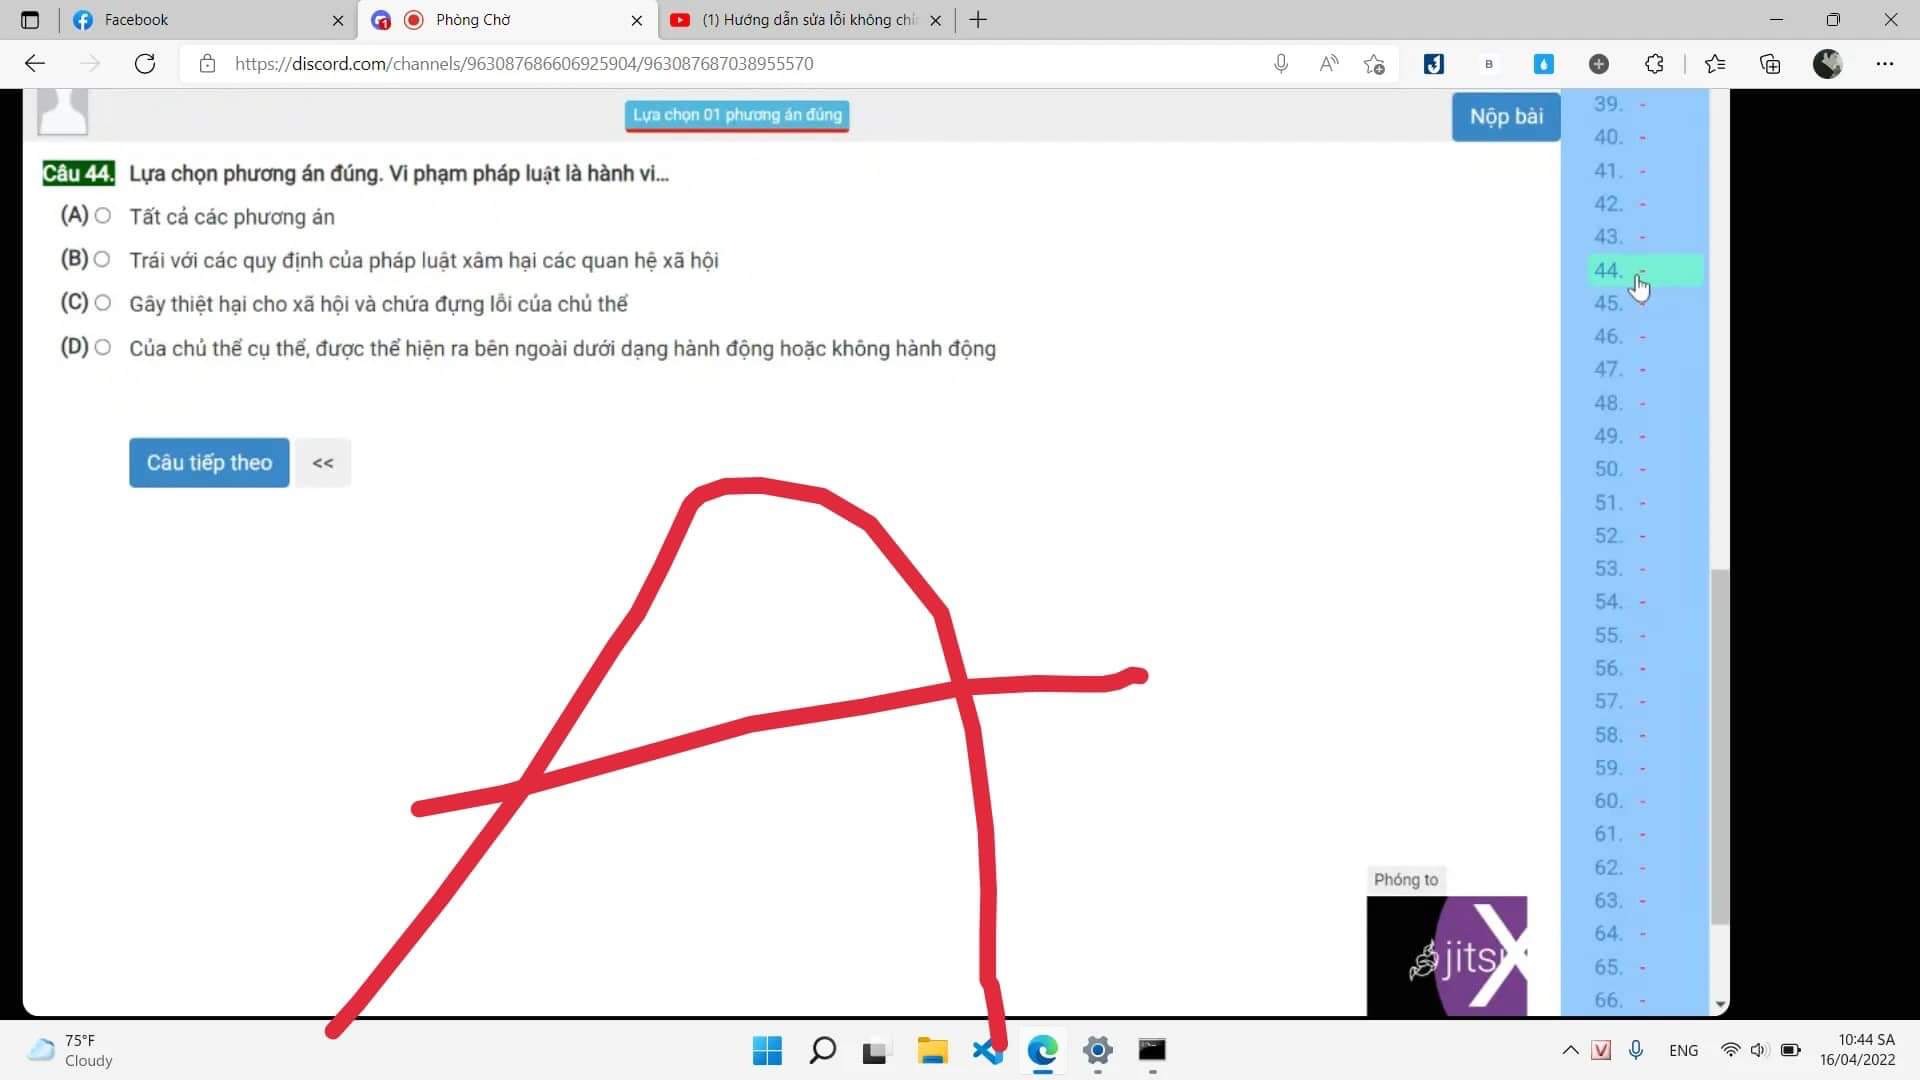 Facebook
Phòng Chờ
(1) Hướng dẫn sửa lỗi không chỉ
https://discord.com/channels/963087686606925904/963087687038955570
Lựa chọn 01 phương án đúng
Nộp bài
Câu 44. Lựa chọn phương án đúng. Vi phạm pháp luật là hành vi...
(A) Tất cả các phương án
(B) Trái với các quy định của pháp luật xâm hại các quan hệ xã hội
(C) Gây thiệt hại cho xã hội và chứa đựng lỗi của chủ thể
(D) Của chủ thể cụ thể, được thể hiện ra bên ngoài dưới dạng hành động hoặc không hành động
Câu tiếp theo <<
A
39. -
40. -
41. -
42. -
43. -
44. -
45. -
46. -
47. -
48. -
49. -
50. -
51. -
52. -
53. -
54. -
55. -
56. -
57. -
58. -
59. -
60. -
61. -
62. -
63. -
64. -
65. -
66. -
Phóng to
jitsi
75°F
Cloudy
ENG
10:44 SA
16/04/2022